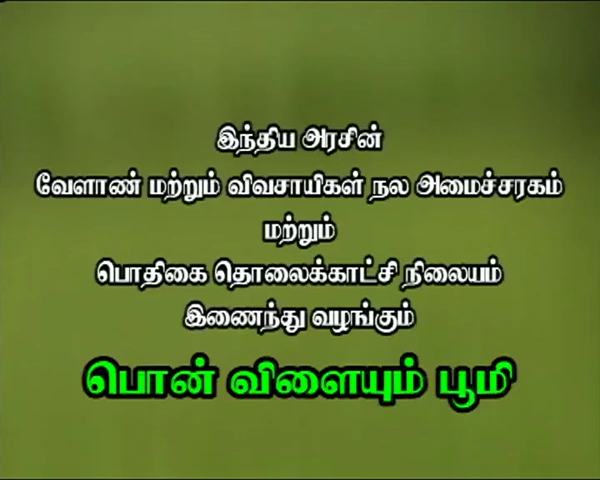 இந்திய அரசின்
வேளாண் மற்றும் விவசாயிகள் நல அமைச்சரகம்
மற்றும்
பொதிகை தொலைக்காட்சி நிலையம்
இணைந்து வழங்கும்
பொன் விளையும் பூமி